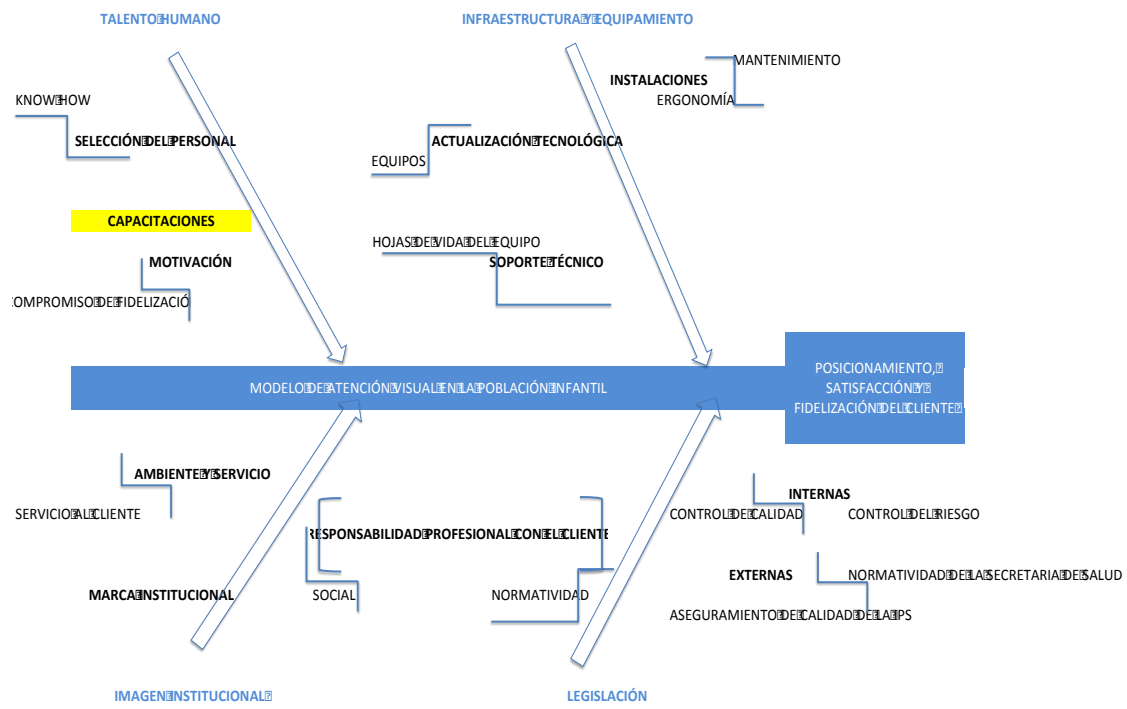 TALENTO HUMANO
INFRAESTRUCTURA Y EQUIPAMIENTO
MANTENIMIENTO
INSTALACIONES
ERGONOMÍA
KNOW HOW
SELECCIÓN DEL PERSONAL
ACTUALIZACIÓN TECNOLÓGICA
EQUIPOS
CAPACITACIONES
HOJAS DE VIDA DEL EQUIPO
MOTIVACIÓN
SOPORTE TÉCNICO
COMPROMISO DE FIDELIZACIÓ
MODELO DE ATENCIÓN VISUAL EN LA POBLACIÓN INFANTIL
POSICIONAMIENTO,
SATISFACCIÓN Y
FIDELIZACIÓN DEL CLIENTE
AMBIENTE Y SERVICIO
SERVICIO AL CLIENTE
RESPONSABILIDAD PROFESIONAL CON EL CLIENTE
INTERNAS
CONTROL DE CALIDAD
CONTROL DEL RIESGO
EXTERNAS
NORMATIVIDAD DE LA SECRETARIA DE SALUD
MARCA INSTITUCIONAL
SOCIAL
NORMATIVIDAD
ASEGURAMIENTO DE CALIDAD DE LA IPS
IMAGEN INSTITUCIONAL
LEGISLACIÓN